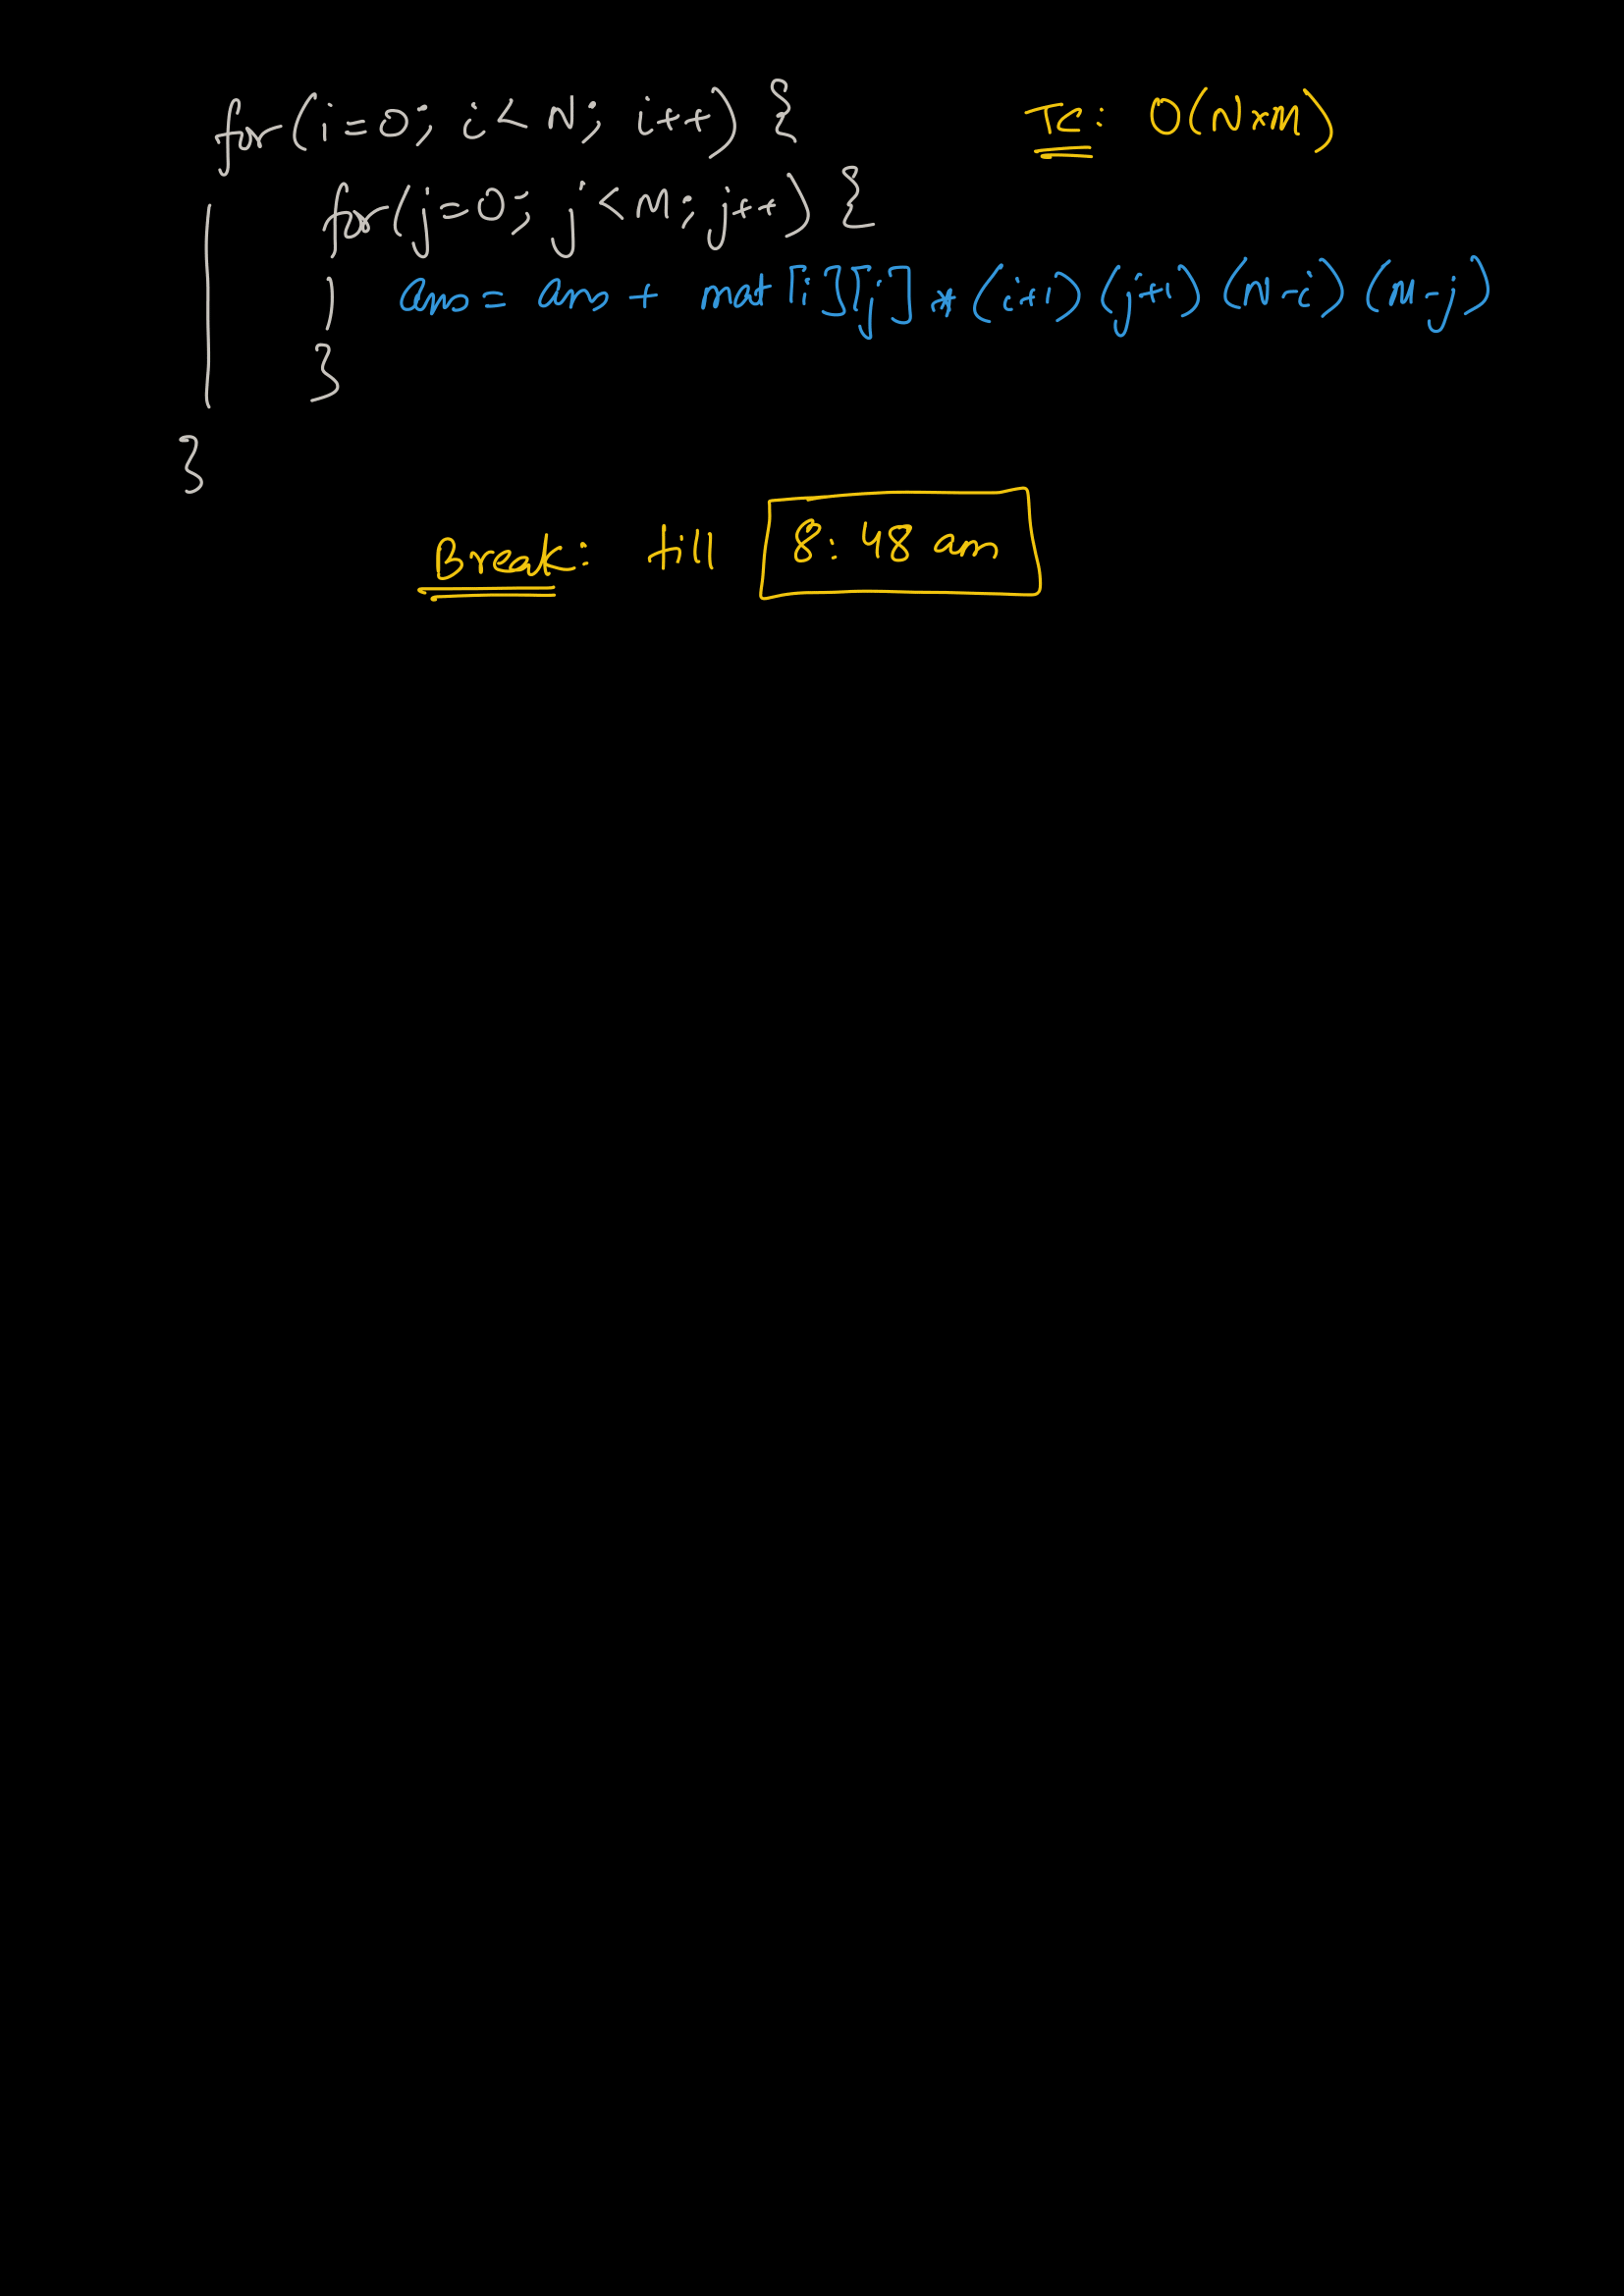 for(i=0; i<N; i++) {
TC: O(N×M)
for(j=0; j<M; j++) {
ans = ans + mat[i][j] * (i+1) (j+1) (N-i) (M-j)
}
}
Break: till 8:48 am